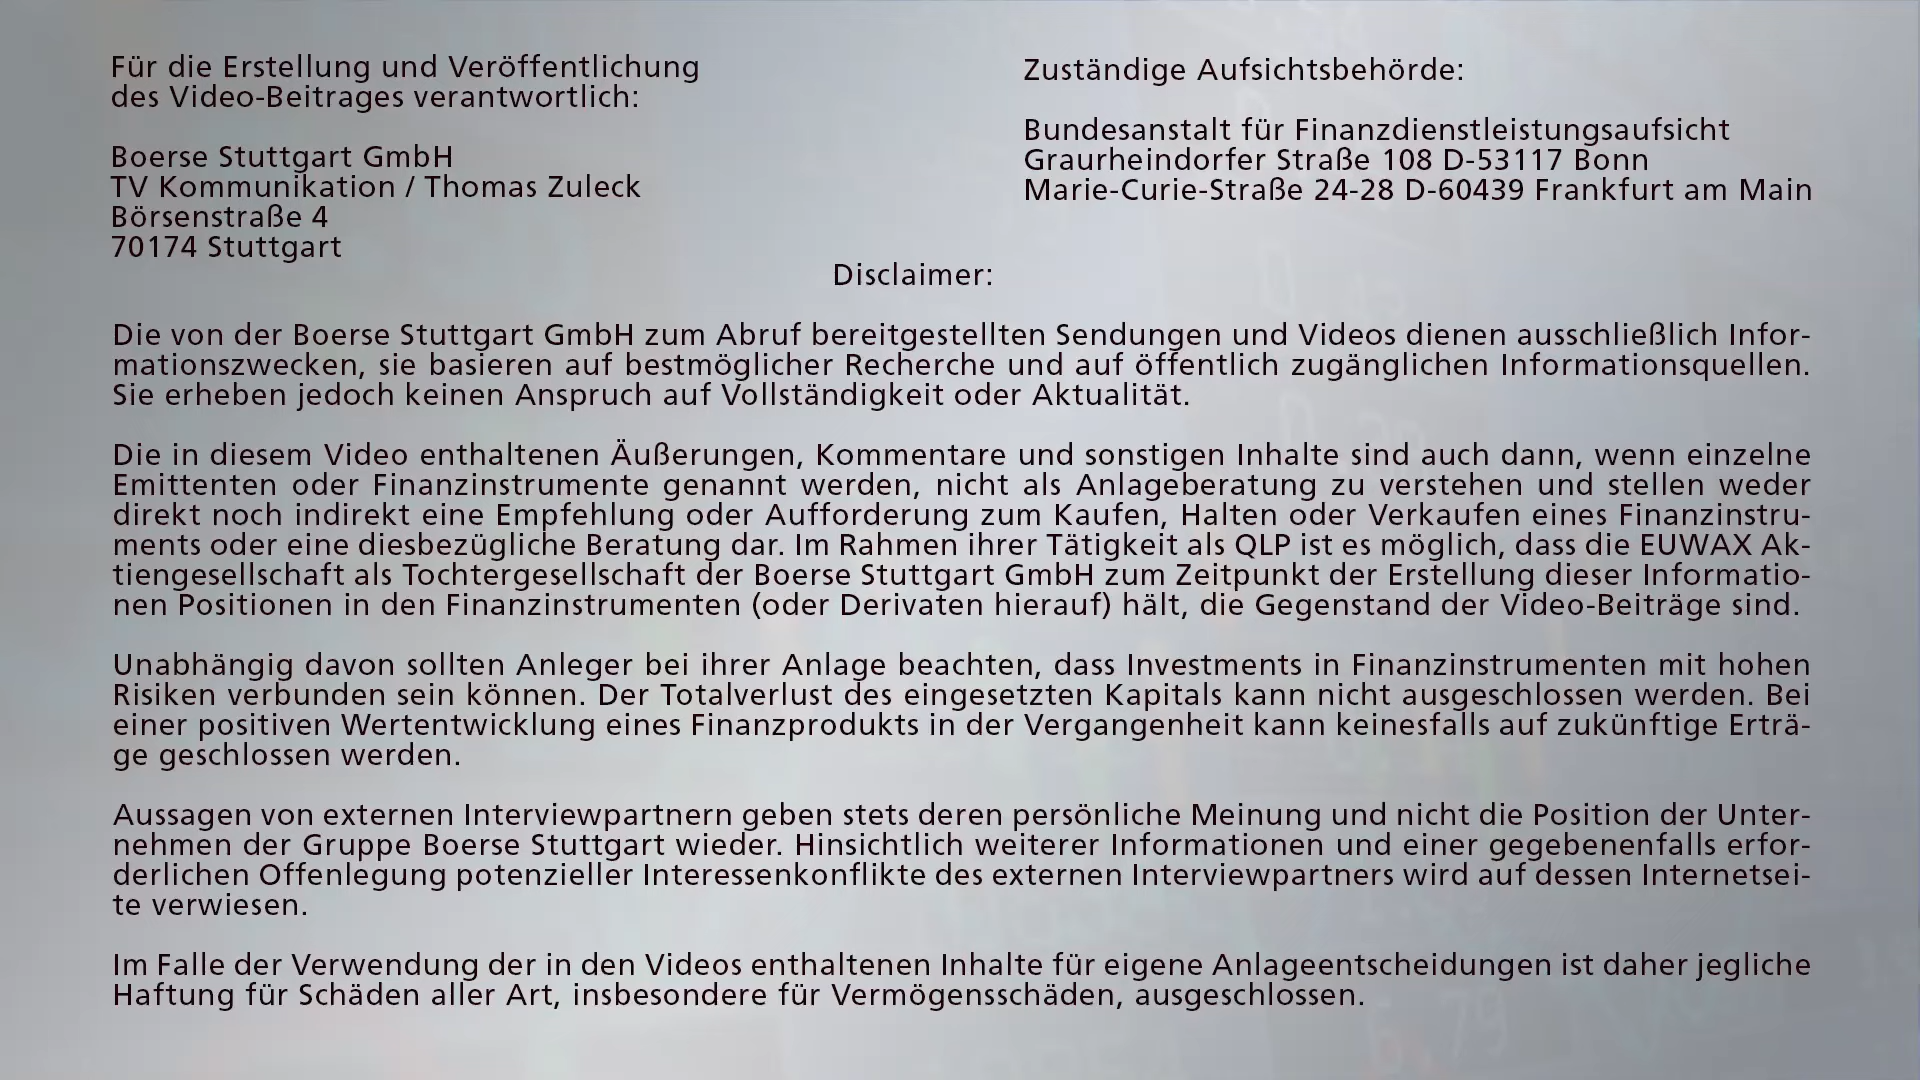 Für die Erstellung und Veröffentlichung
des Video-Beitrages verantwortlich:
Boerse Stuttgart GmbH
TV Kommunikation / Thomas Zuleck
Börsenstraße 4
70174 Stuttgart
Zuständige Aufsichtsbehörde:
Bundesanstalt für Finanzdienstleistungsaufsicht
Graurheindorfer Straße 108 D-53117 Bonn
Marie-Curie-Straße 24-28 D-60439 Frankfurt am Main
Disclaimer:
Die von der Boerse Stuttgart GmbH zum Abruf bereitgestellten Sendungen und Videos dienen ausschließlich Infor-
mationszwecken, sie basieren auf bestmöglicher Recherche und auf öffentlich zugänglichen Informationsquellen.
Sie erheben jedoch keinen Anspruch auf Vollständigkeit oder Aktualität.
Die in diesem Video enthaltenen Äußerungen, Kommentare und sonstigen Inhalte sind auch dann, wenn einzelne
Emittenten oder Finanzinstrumente genannt werden, nicht als Anlageberatung zu verstehen und stellen weder
direkt noch indirekt eine Empfehlung oder Aufforderung zum Kaufen, Halten oder Verkaufen eines Finanzinstru-
ments oder eine diesbezügliche Beratung dar. Im Rahmen ihrer Tätigkeit als QLP ist es möglich, dass die EUWAX Ak-
tiengesellschaft als Tochtergesellschaft der Boerse Stuttgart GmbH zum Zeitpunkt der Erstellung dieser Informatio-
nen Positionen in den Finanzinstrumenten (oder Derivaten hierauf) hält, die Gegenstand der Video-Beiträge sind.
Unabhängig davon sollten Anleger bei ihrer Anlage beachten, dass Investments in Finanzinstrumenten mit hohen
Risiken verbunden sein können. Der Totalverlust des eingesetzten Kapitals kann nicht ausgeschlossen werden. Bei
einer positiven Wertentwicklung eines Finanzprodukts in der Vergangenheit kann keinesfalls auf zukünftige Erträ-
ge geschlossen werden.
Aussagen von externen Interviewpartnern geben stets deren persönliche Meinung und nicht die Position der Unter-
nehmen der Gruppe Boerse Stuttgart wieder. Hinsichtlich weiterer Informationen und einer gegebenenfalls erfor-
derlichen Offenlegung potenzieller Interessenkonflikte des externen Interviewpartners wird auf dessen Internetsei-
te verwiesen.
Im Falle der Verwendung der in den Videos enthaltenen Inhalte für eigene Anlageentscheidungen ist daher jegliche
Haftung für Schäden aller Art, insbesondere für Vermögensschäden, ausgeschlossen.